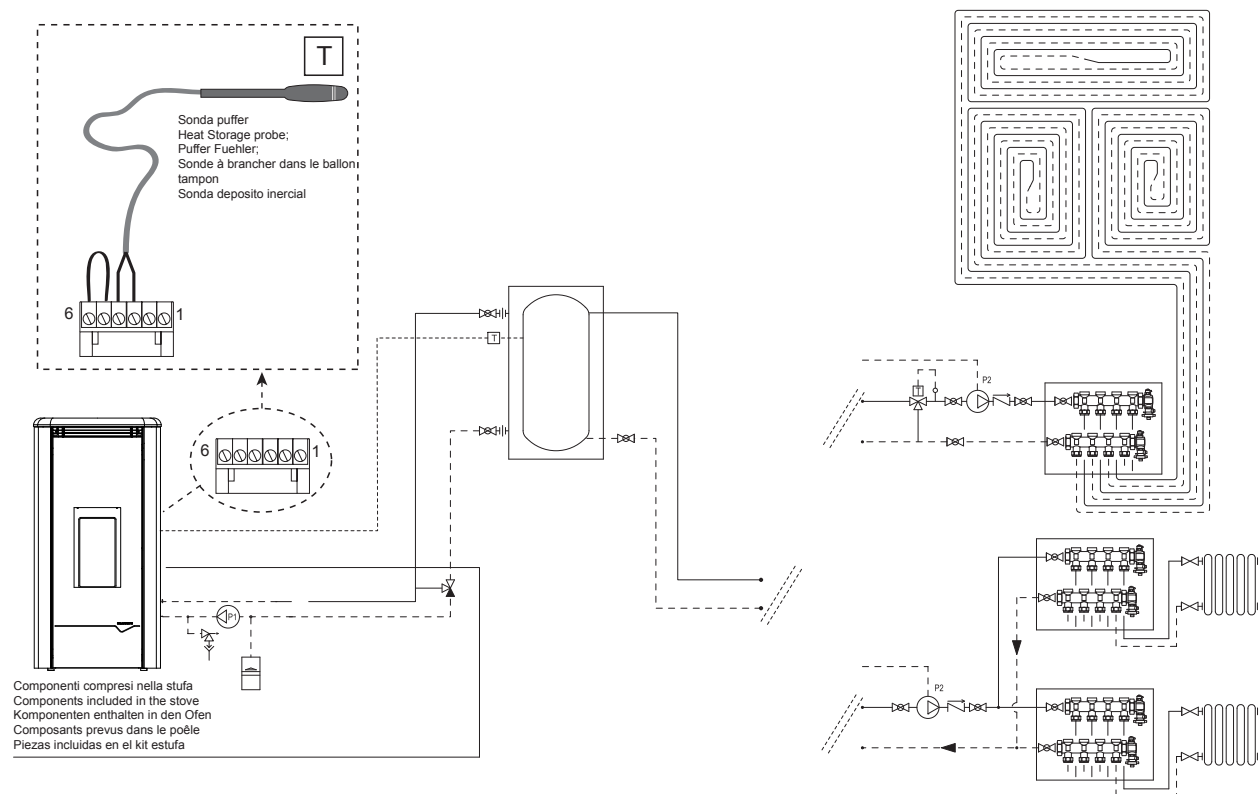 T
Sonda puffer
Heat Storage probe;
Puffer Fuehler;
Sonde à brancher dans le ballon
tampon
Sonda deposito inercial
6
1
6
1
T
P1
T
P2
P2
Componenti compresi nella stufa
Components included in the stove
Komponenten enthalten in den Ofen
Composants prevus dans le poêle
Piezas incluidas en el kit estufa